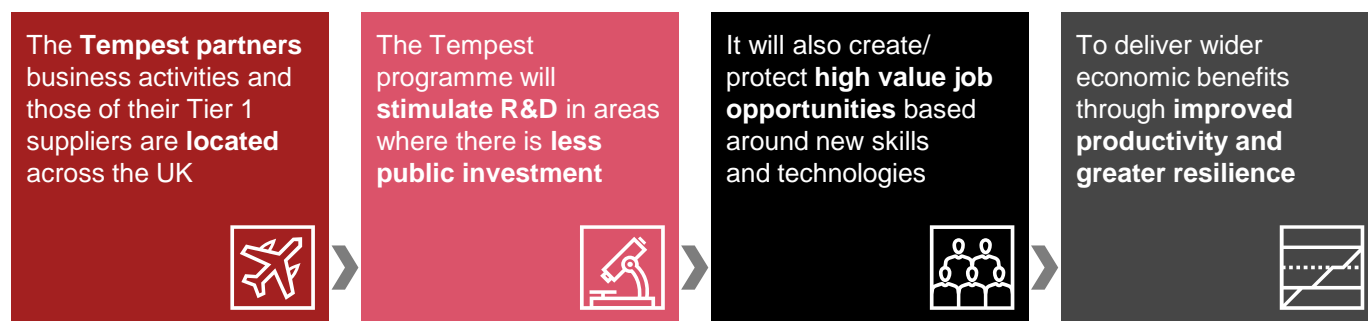 The Tempest partners
business activities and
those of their Tier 1
suppliers are located
across the UK
The Tempest
programme will
stimulate R&D in areas
where there is less
public investment
It will also create/
protect high value job
opportunities based
around new skills
and technologies
To deliver wider
economic benefits
through improved
productivity and
greater resilience